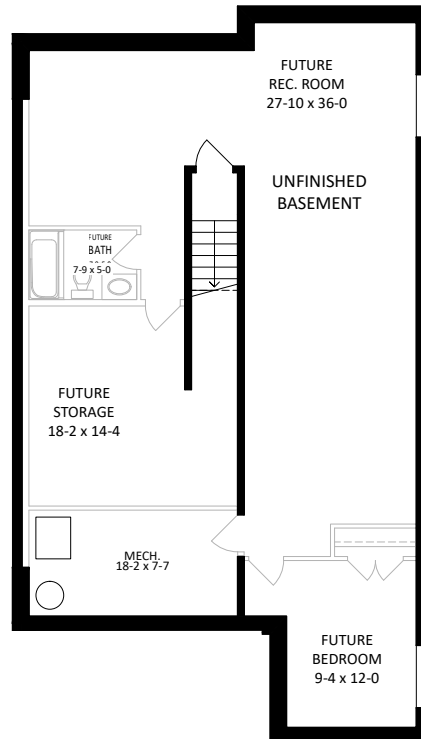 FUTURE
REC. ROOM
27-10 x 36-0
UNFINISHED
BASEMENT
FUTURE
BATH
7-9 x 5-0
FUTURE
STORAGE
18-2 x 14-4
MECH.
18-2 x 7-7
FUTURE
BEDROOM
9-4 x 12-0